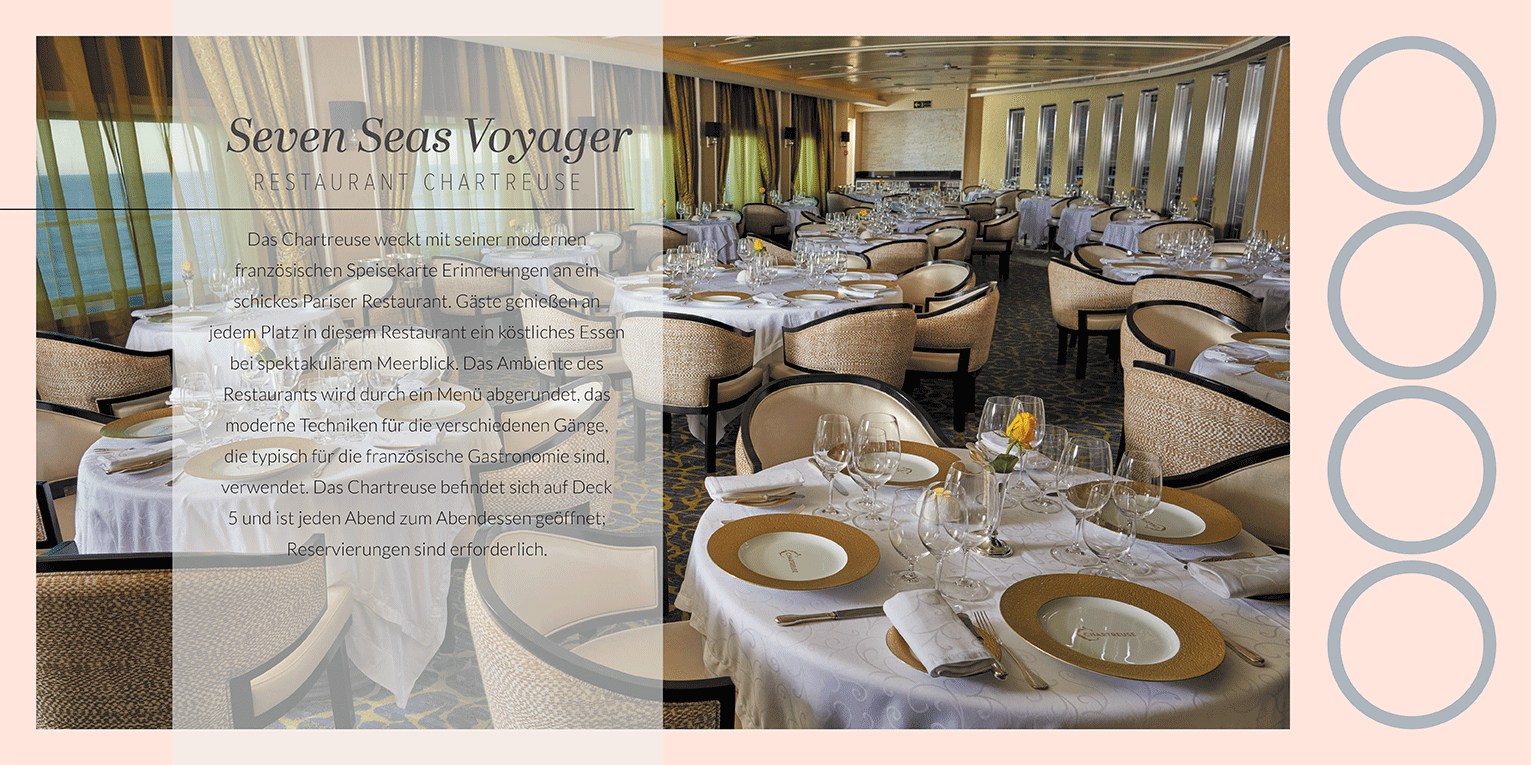 Seven Seas Voyager
RESTAURANT CHARTREUSE
Das Chartreuse weckt mit seiner modernen
französischen Speisekarte Erinnerungen an ein
schickes Pariser Restaurant. Gäste genießen an
jedem Platz in diesem Restaurant ein köstliches Essen
bei spektakulärem Meerblick. Das Ambiente des
Restaurants wird durch ein Menü abgerundet, das
moderne Techniken für die verschiedenen Gänge,
die typisch für die französische Gastronomie sind,
verwendet. Das Chartreuse befindet sich auf Deck
5 und ist jeden Abend zum Abendessen geöffnet;
Reservierungen sind erforderlich.
CHARTREUSE
CHARTREUSE